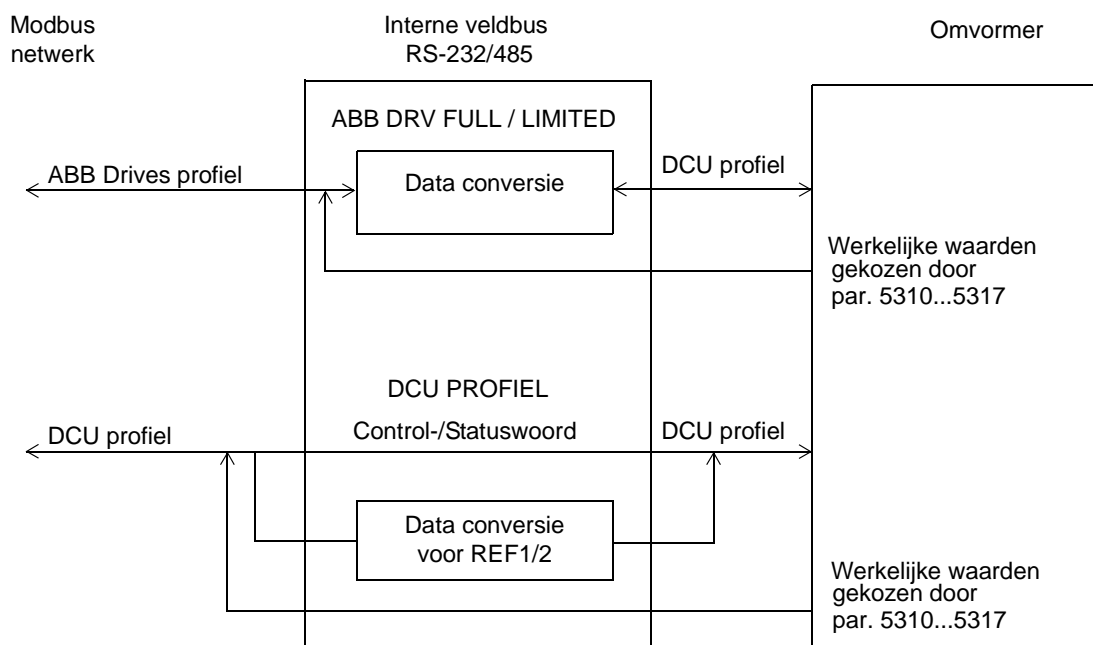 Modbus
netwerk
Interne veldbus
RS-232/485
Omvormer
ABB DRV FULL / LIMITED
ABB Drives profiel
Data conversie
DCU profiel
Werkelijke waarden
gekozen door
par. 5310...5317
DCU PROFIEL
DCU profiel
Control-/Statuswoord
DCU profiel
Data conversie
voor REF1/2
Werkelijke waarden
gekozen door
par. 5310...5317